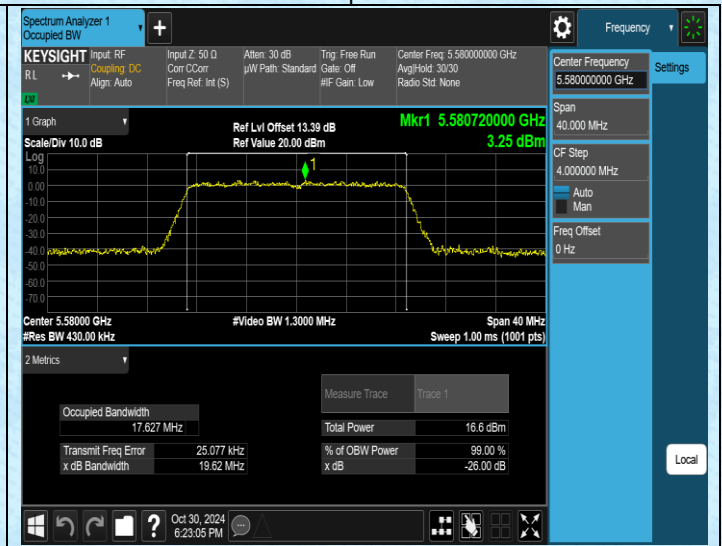 Spectrum Analyzer 1
Occupied BW
+
Frequency
KEYSIGHT
RL
LXI
Input: RF
Coupling: DC
Align: Auto
Input Z: 50 Ω
Corr CCorr
Freq Ref: Int (S)
Atten: 30 dB
µW Path: Standard
Trig: Free Run
Gate: Off
#IF Gain: Low
Center Freq: 5.580000000 GHz
Avg|Hold: 30/30
Radio Std: None
Center Frequency
5.580000000 GHz
Settings
Span
40.000 MHz
CF Step
4.000000 MHz
Auto
Man
Freq Offset
0 Hz
1 Graph
Scale/Div 10.0 dB
Ref Lvl Offset 13.39 dB
Ref Value 20.00 dBm
Mkr1 5.580720000 GHz
3.25 dBm
Log
10.0
0.00
-10.0
-20.0
-30.0
-40.0
-50.0
-60.0
-70.0
1
Center 5.58000 GHz
#Res BW 430.00 kHz
#Video BW 1.3000 MHz
Span 40 MHz
Sweep 1.00 ms (1001 pts)
2 Metrics
Measure Trace Trace 1
Occupied Bandwidth
17.627 MHz
Total Power 16.6 dBm
Transmit Freq Error 25.077 kHz
% of OBW Power 99.00 %
x dB Bandwidth 19.62 MHz
x dB -26.00 dB
Local
?
Oct 30, 2024
6:23:05 PM